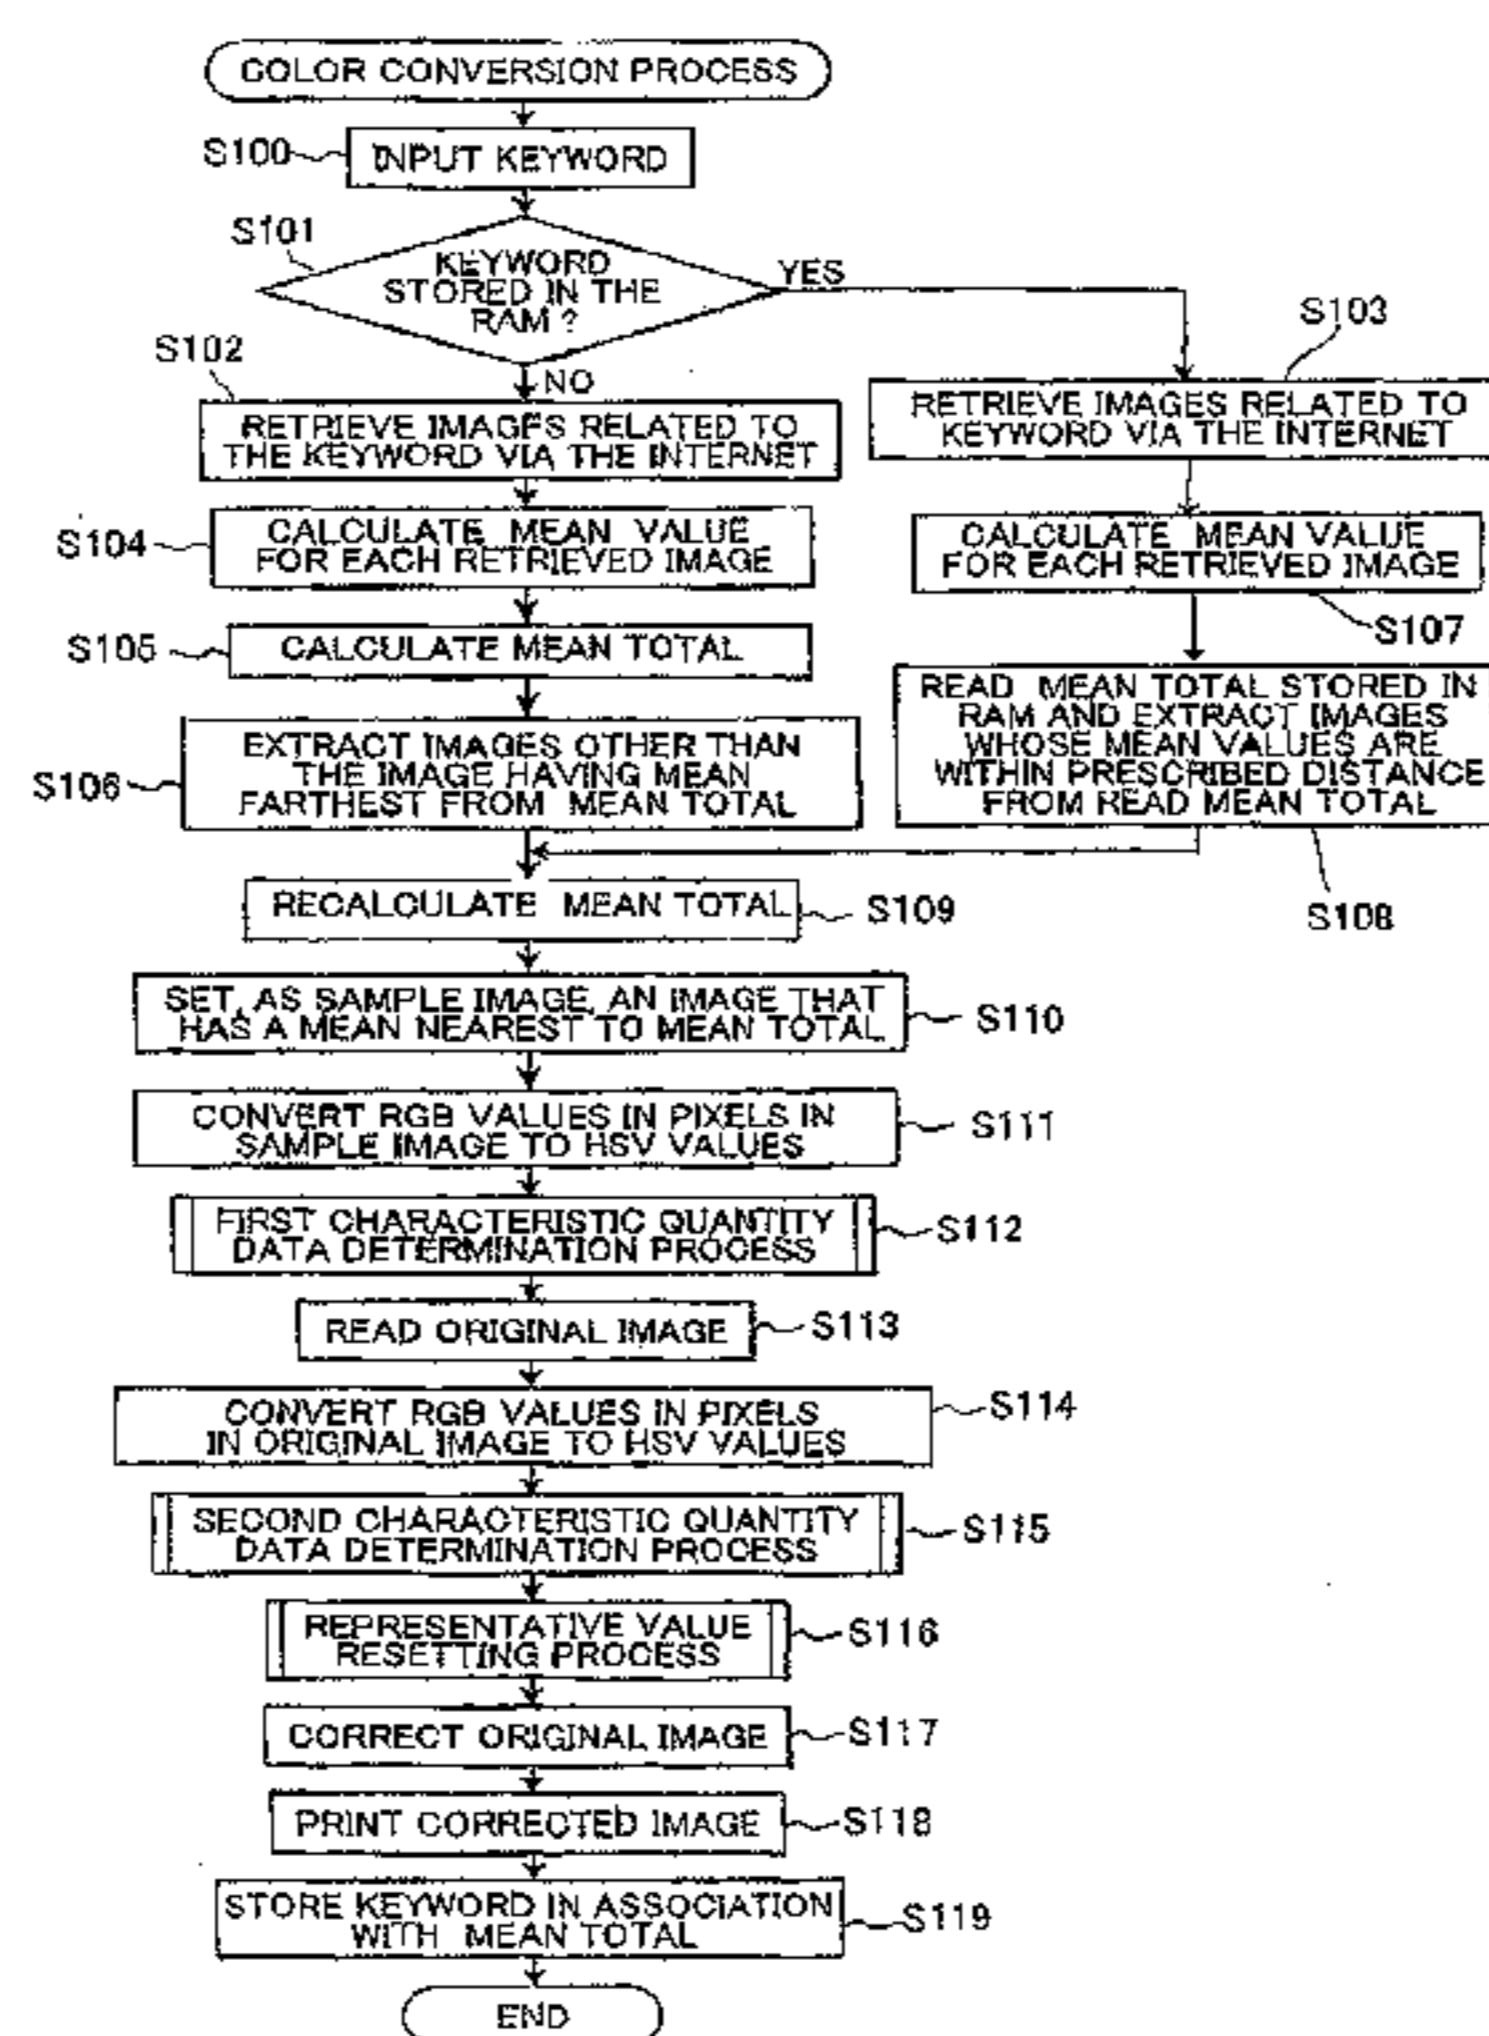 COLOR CONVERSION PROCESS
S100
INPUT KEYWORD
S101
KEYWORD
STORED IN THE
RAM ?
YES
NO
S102
RETRIEVE IMAGES RELATED TO
THE KEYWORD VIA THE INTERNET
S103
RETRIEVE IMAGES RELATED TO
KEYWORD VIA THE INTERNET
S104
CALCULATE MEAN VALUE
FOR EACH RETRIEVED IMAGE
CALCULATE MEAN VALUE
FOR EACH RETRIEVED IMAGE
S107
S105
CALCULATE MEAN TOTAL
S106
EXTRACT IMAGES OTHER THAN
THE IMAGE HAVING MEAN
FARTHEST FROM MEAN TOTAL
READ MEAN TOTAL STORED IN
RAM AND EXTRACT IMAGES
WHOSE MEAN VALUES ARE
WITHIN PRESCRIBED DISTANCE
FROM READ MEAN TOTAL
S108
RECALCULATE MEAN TOTAL
S109
SET, AS SAMPLE IMAGE, AN IMAGE THAT
HAS A MEAN NEAREST TO MEAN TOTAL
S110
CONVERT RGB VALUES IN PIXELS IN
SAMPLE IMAGE TO HSV VALUES
S111
FIRST CHARACTERISTIC QUANTITY
DATA DETERMINATION PROCESS
S112
READ ORIGINAL IMAGE
S113
CONVERT RGB VALUES IN PIXELS
IN ORIGINAL IMAGE TO HSV VALUES
S114
SECOND CHARACTERISTIC QUANTITY
DATA DETERMINATION PROCESS
S115
REPRESENTATIVE VALUE
RESETTING PROCESS
S116
CORRECT ORIGINAL IMAGE
S117
PRINT CORRECTED IMAGE
S118
STORE KEYWORD IN ASSOCIATION
WITH MEAN TOTAL
S119
END